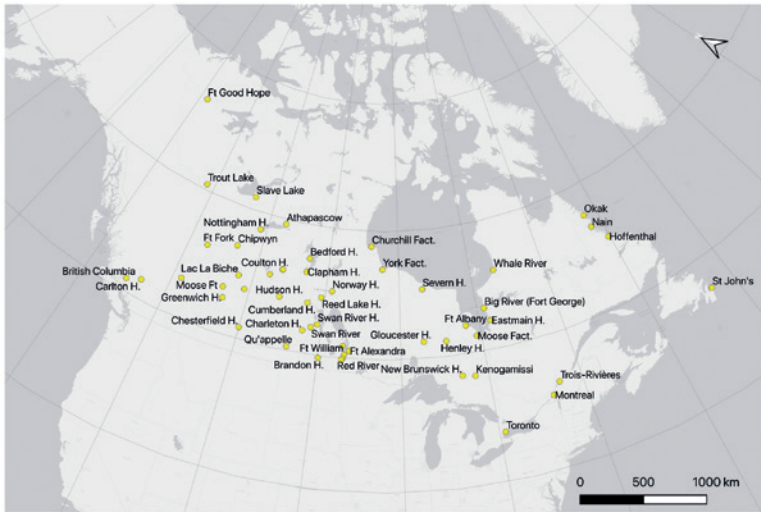 Ft Good Hope
Trout Lake
Slave Lake
Nottingham H.
Athapascow
Ft Fork
Chipwyn
Okak
Nain
Hoffenthal
Churchill Fact.
Bedford H.
British Columbia
Carlton H.
Lac La Biche
Coulton H.
Clapham H.
York Fact.
Whale River
St John's
Moose Ft
Greenwich H.
Hudson H.
Norway H.
Severn H.
Cumberland H.
Reed Lake H.
Big River (Fort George)
Chesterfield H.
Charleton H.
Swan River H.
Ft Albany
Eastmain H.
Swan River
Qu'appelle
Ft William
Ft Alexandra
Gloucester H.
Moose Fact.
Henley H.
Brandon H.
Red River
New Brunswick H.
Kenogamissi
Trois-Rivières
Montreal
Toronto
0 500 1000 km